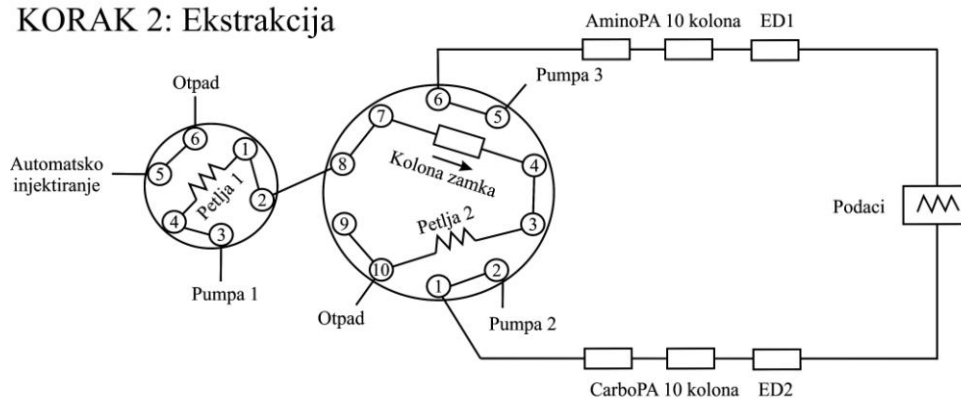 KORAK 2: Ekstrakcija
AminoPA 10 kolona
ED1
Otpad
Pumpa 3
6
5
7
6
1
Automatsko
injektiranje
5
8
Kolona zamka
4
Petlja 1
2
4
3
9
Petlja 2
3
Podaci
10
1
2
Pumpa 1
Otpad
Pumpa 2
CarboPA 10 kolona
ED2